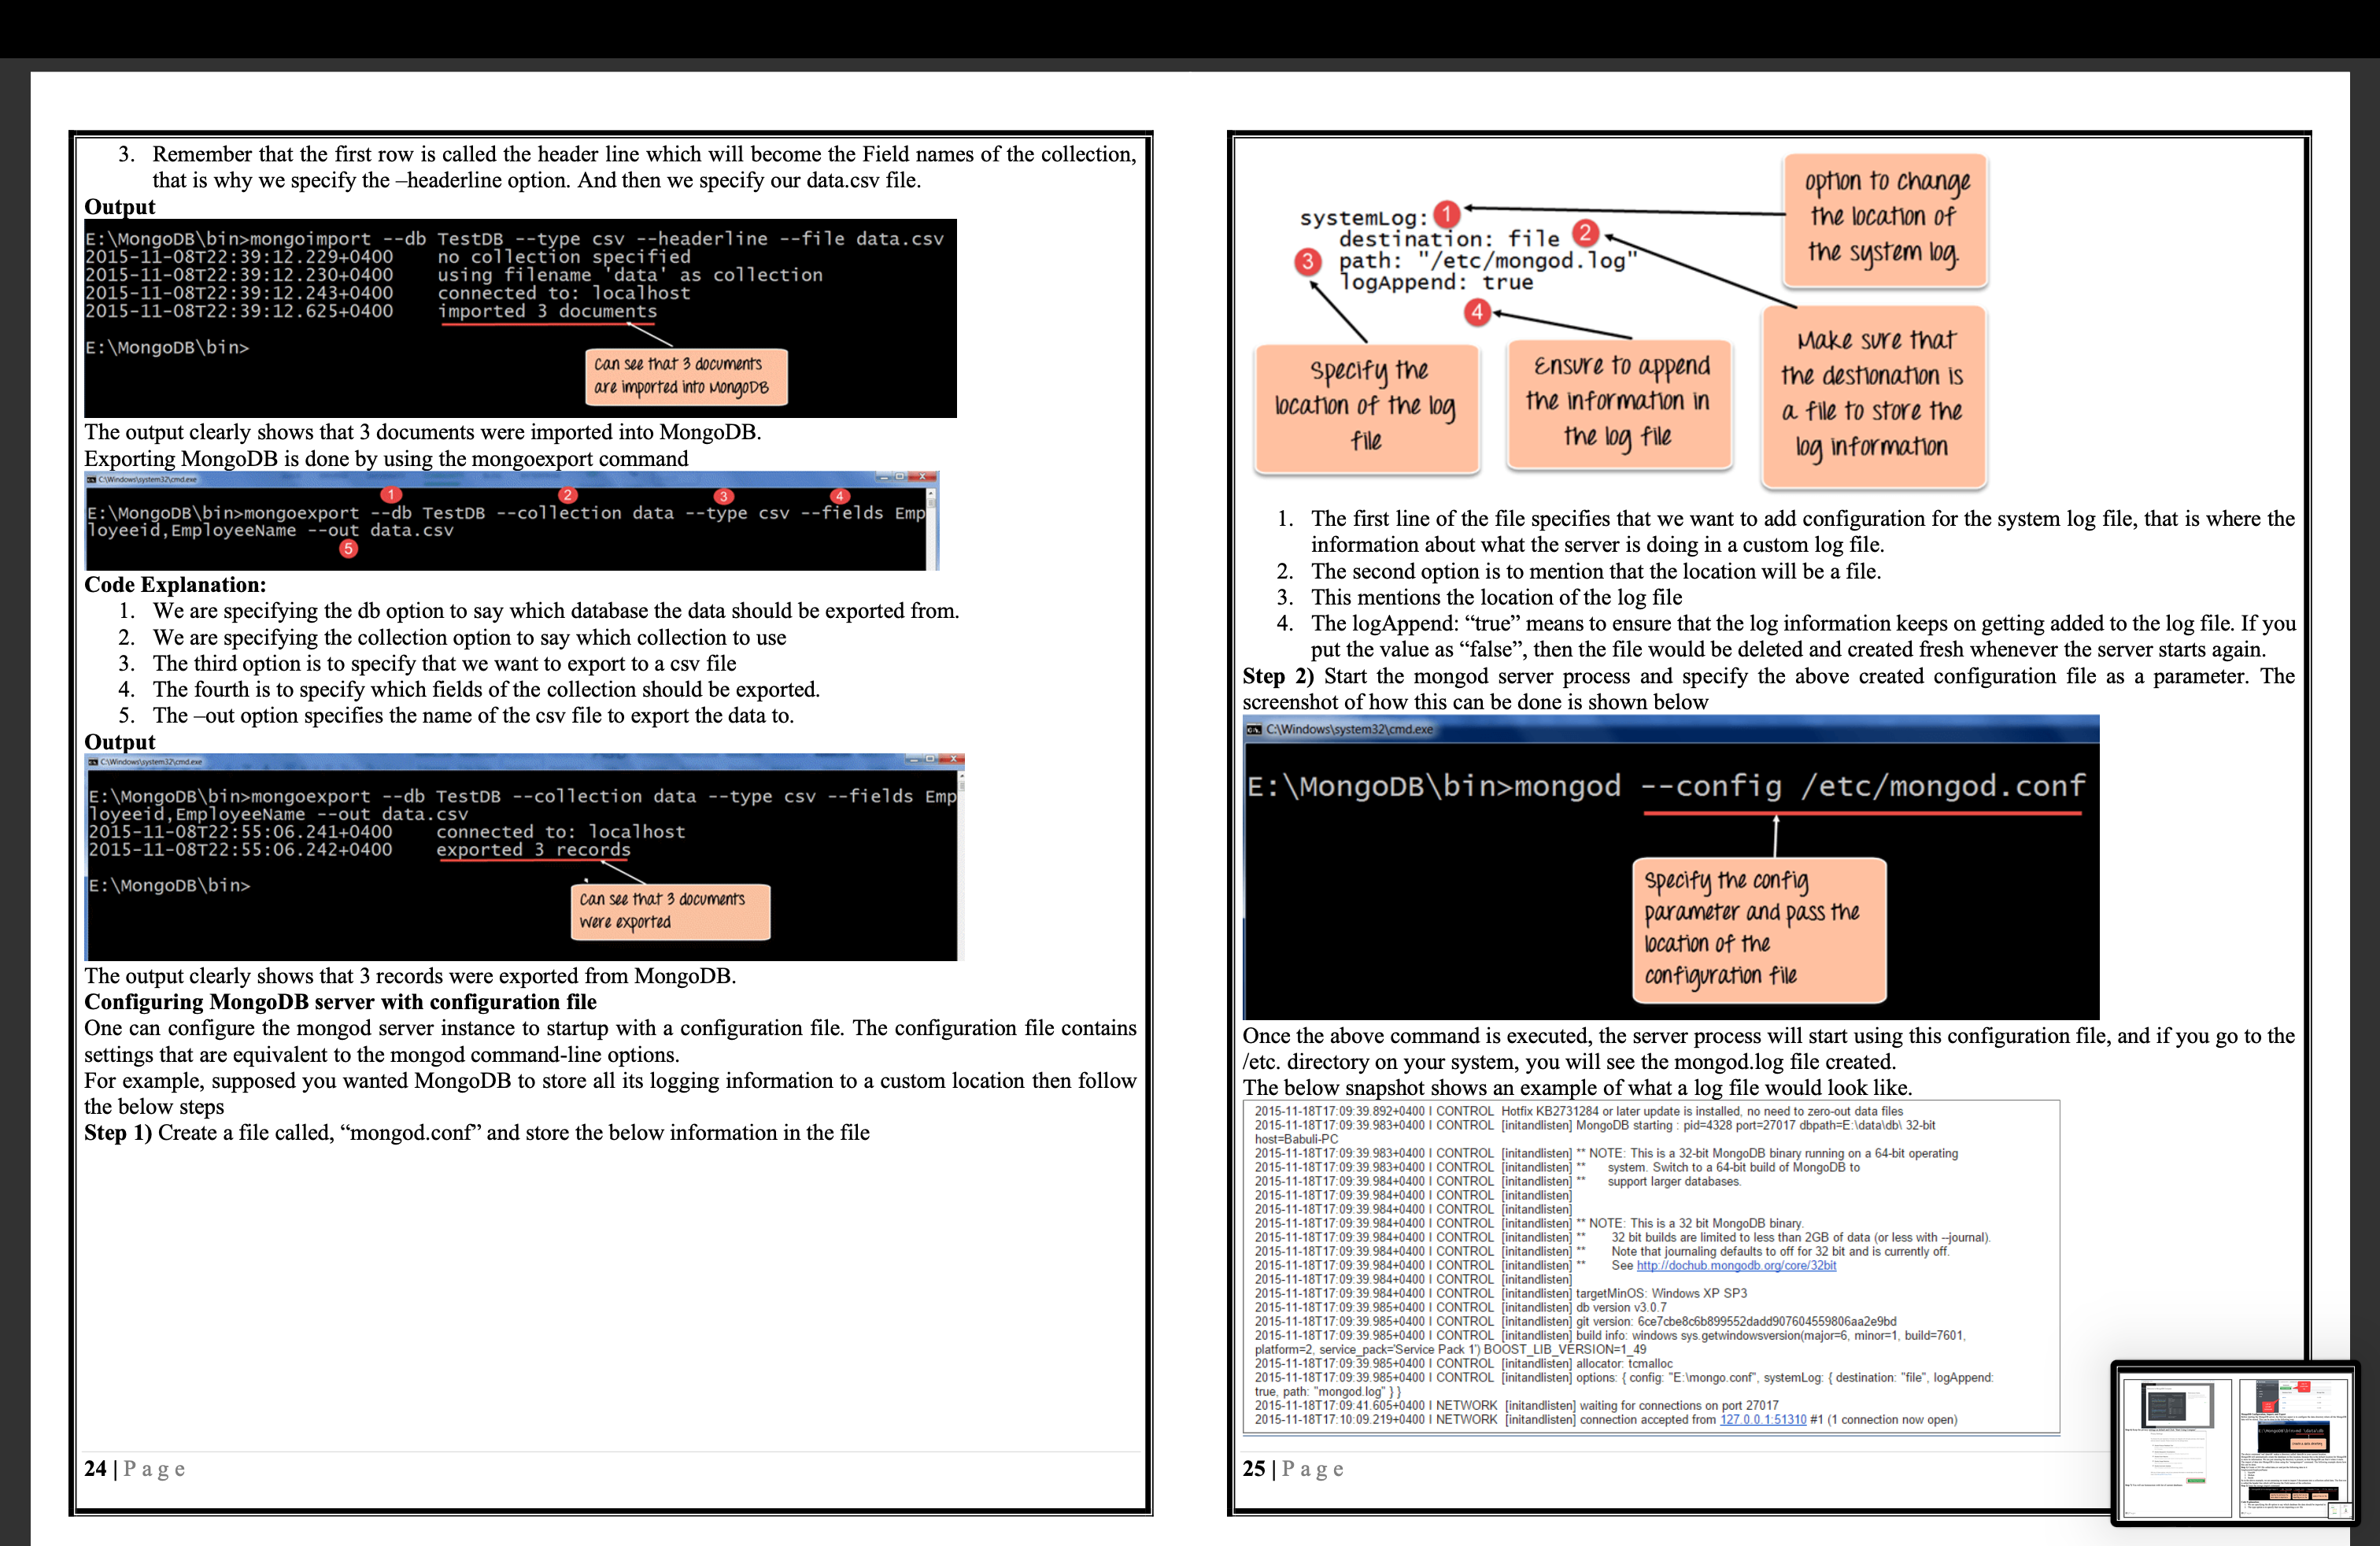 3. Remember that the first row is called the header line which will become the Field names of the collection,
that is why we specify the –headerline option. And then we specify our data.csv file.
Output
E:\MongoDB\bin>mongoimport --db TestDB --type csv --headerline --file data.csv
2015-11-08T22:39:12.229+0400 no collection specified
2015-11-08T22:39:12.230+0400 using filename 'data' as collection
2015-11-08T22:39:12.243+0400 connected to: localhost
2015-11-08T22:39:12.625+0400 imported 3 documents
E:\MongoDB\bin>
Can see that 3 documents
are imported into MongoDB
The output clearly shows that 3 documents were imported into MongoDB.
Exporting MongoDB is done by using the mongoexport command
C:\Windows\system32\cmd.exe
1 2 3 4
E:\MongoDB\bin>mongoexport --db TestDB --collection data --type csv --fields Emp
loyeeid,EmployeeName --out data.csv
5
Code Explanation:
1. We are specifying the db option to say which database the data should be exported from.
2. We are specifying the collection option to say which collection to use
3. The third option is to specify that we want to export to a csv file
4. The fourth is to specify which fields of the collection should be exported.
5. The –out option specifies the name of the csv file to export the data to.
Output
C:\Windows\system32\cmd.exe
E:\MongoDB\bin>mongoexport --db TestDB --collection data --type csv --fields Emp
loyeeid,EmployeeName --out data.csv
2015-11-08T22:55:06.241+0400 connected to: localhost
2015-11-08T22:55:06.242+0400 exported 3 records
E:\MongoDB\bin>
Can see that 3 documents
were exported
The output clearly shows that 3 records were exported from MongoDB.
Configuring MongoDB server with configuration file
One can configure the mongod server instance to startup with a configuration file. The configuration file contains
settings that are equivalent to the mongod command-line options.
For example, supposed you wanted MongoDB to store all its logging information to a custom location then follow
the below steps
Step 1) Create a file called, “mongod.conf” and store the below information in the file
24 | Page
systemLog: 1
destination: file 2
3 path: "/etc/mongod.log"
logAppend: true
4
option to change
the location of
the system log.
Specify the
location of the log
file
Ensure to append
the information in
the log file
Make sure that
the destionation is
a file to store the
log information
1. The first line of the file specifies that we want to add configuration for the system log file, that is where the
information about what the server is doing in a custom log file.
2. The second option is to mention that the location will be a file.
3. This mentions the location of the log file
4. The logAppend: “true” means to ensure that the log information keeps on getting added to the log file. If you
put the value as “false”, then the file would be deleted and created fresh whenever the server starts again.
Step 2) Start the mongod server process and specify the above created configuration file as a parameter. The
screenshot of how this can be done is shown below
C:\Windows\system32\cmd.exe
E:\MongoDB\bin>mongod --config /etc/mongod.conf
Specify the config
parameter and pass the
location of the
configuration file
Once the above command is executed, the server process will start using this configuration file, and if you go to the
/etc. directory on your system, you will see the mongod.log file created.
The below snapshot shows an example of what a log file would look like.
2015-11-18T17:09:39.892+0400 I CONTROL Hotfix KB2731284 or later update is installed, no need to zero-out data files
2015-11-18T17:09:39.983+0400 I CONTROL [initandlisten] MongoDB starting : pid=4328 port=27017 dbpath=E:\data\db\ 32-bit
host=Babuli-PC
2015-11-18T17:09:39.983+0400 I CONTROL [initandlisten] ** NOTE: This is a 32-bit MongoDB binary running on a 64-bit operating
2015-11-18T17:09:39.983+0400 I CONTROL [initandlisten] ** system. Switch to a 64-bit build of MongoDB to
2015-11-18T17:09:39.984+0400 I CONTROL [initandlisten] ** support larger databases.
2015-11-18T17:09:39.984+0400 I CONTROL [initandlisten]
2015-11-18T17:09:39.984+0400 I CONTROL [initandlisten]
2015-11-18T17:09:39.984+0400 I CONTROL [initandlisten] ** NOTE: This is a 32 bit MongoDB binary.
2015-11-18T17:09:39.984+0400 I CONTROL [initandlisten] ** 32 bit builds are limited to less than 2GB of data (or less with --journal).
2015-11-18T17:09:39.984+0400 I CONTROL [initandlisten] ** Note that journaling defaults to off for 32 bit and is currently off.
2015-11-18T17:09:39.984+0400 I CONTROL [initandlisten] ** See http://dochub.mongodb.org/core/32bit
2015-11-18T17:09:39.984+0400 I CONTROL [initandlisten]
2015-11-18T17:09:39.984+0400 I CONTROL [initandlisten] targetMinOS: Windows XP SP3
2015-11-18T17:09:39.985+0400 I CONTROL [initandlisten] db version v3.0.7
2015-11-18T17:09:39.985+0400 I CONTROL [initandlisten] git version: 6ce7cbe8c6b899552dadd907604559806aa2e9bd
2015-11-18T17:09:39.985+0400 I CONTROL [initandlisten] build info: windows sys.getwindowsversion(major=6, minor=1, build=7601,
platform=2, service_pack='Service Pack 1') BOOST_LIB_VERSION=1_49
2015-11-18T17:09:39.985+0400 I CONTROL [initandlisten] allocator: tcmalloc
2015-11-18T17:09:39.985+0400 I CONTROL [initandlisten] options: { config: "E:\mongo.conf", systemLog: { destination: "file", logAppend:
true, path: "mongod.log" } }
2015-11-18T17:09:41.605+0400 I NETWORK [initandlisten] waiting for connections on port 27017
2015-11-18T17:10:09.219+0400 I NETWORK [initandlisten] connection accepted from 127.0.0.1:51310 #1 (1 connection now open)
25 | Page